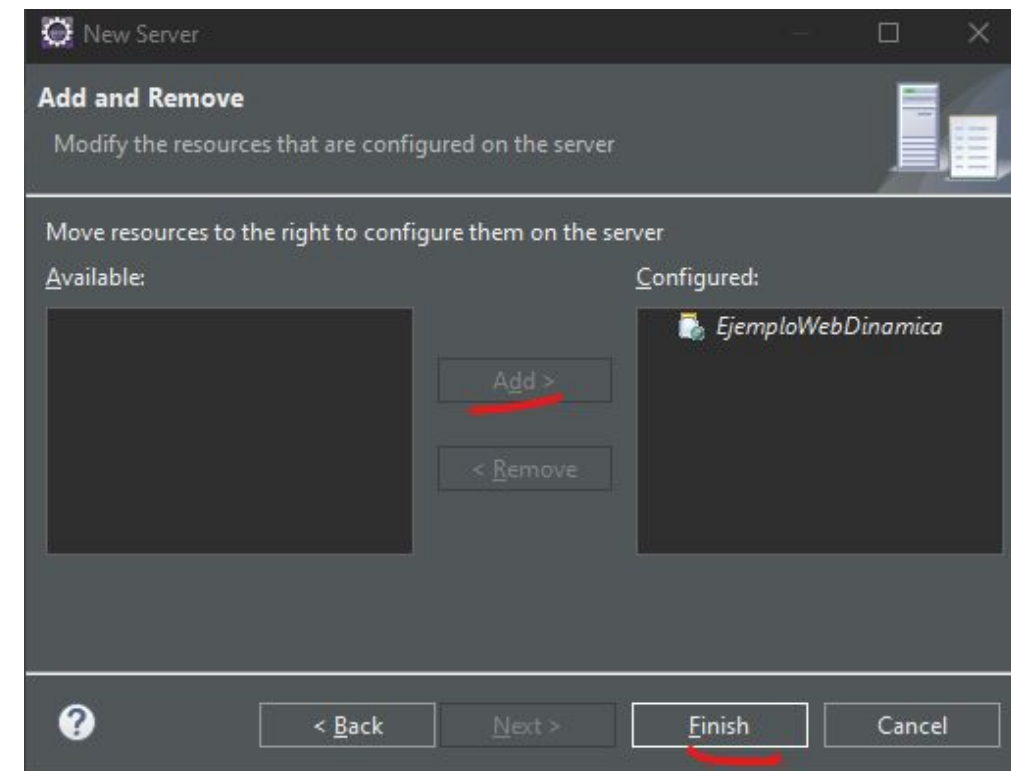 New Server
Add and Remove
Modify the resources that are configured on the server
Move resources to the right to configure them on the server
Available:
Configured:
EjemploWebDinamica
Add >
< Remove
?
< Back
Next >
Finish
Cancel